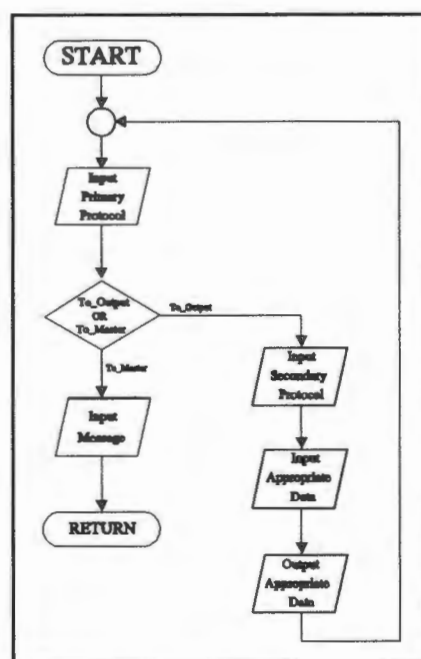 START
Input
Primary
Protocol
To_Output
OR
To_Master
To_Output
To_Master
Input
Message
RETURN
Input
Secondary
Protocol
Input
Appropriate
Data
Output
Appropriate
Data